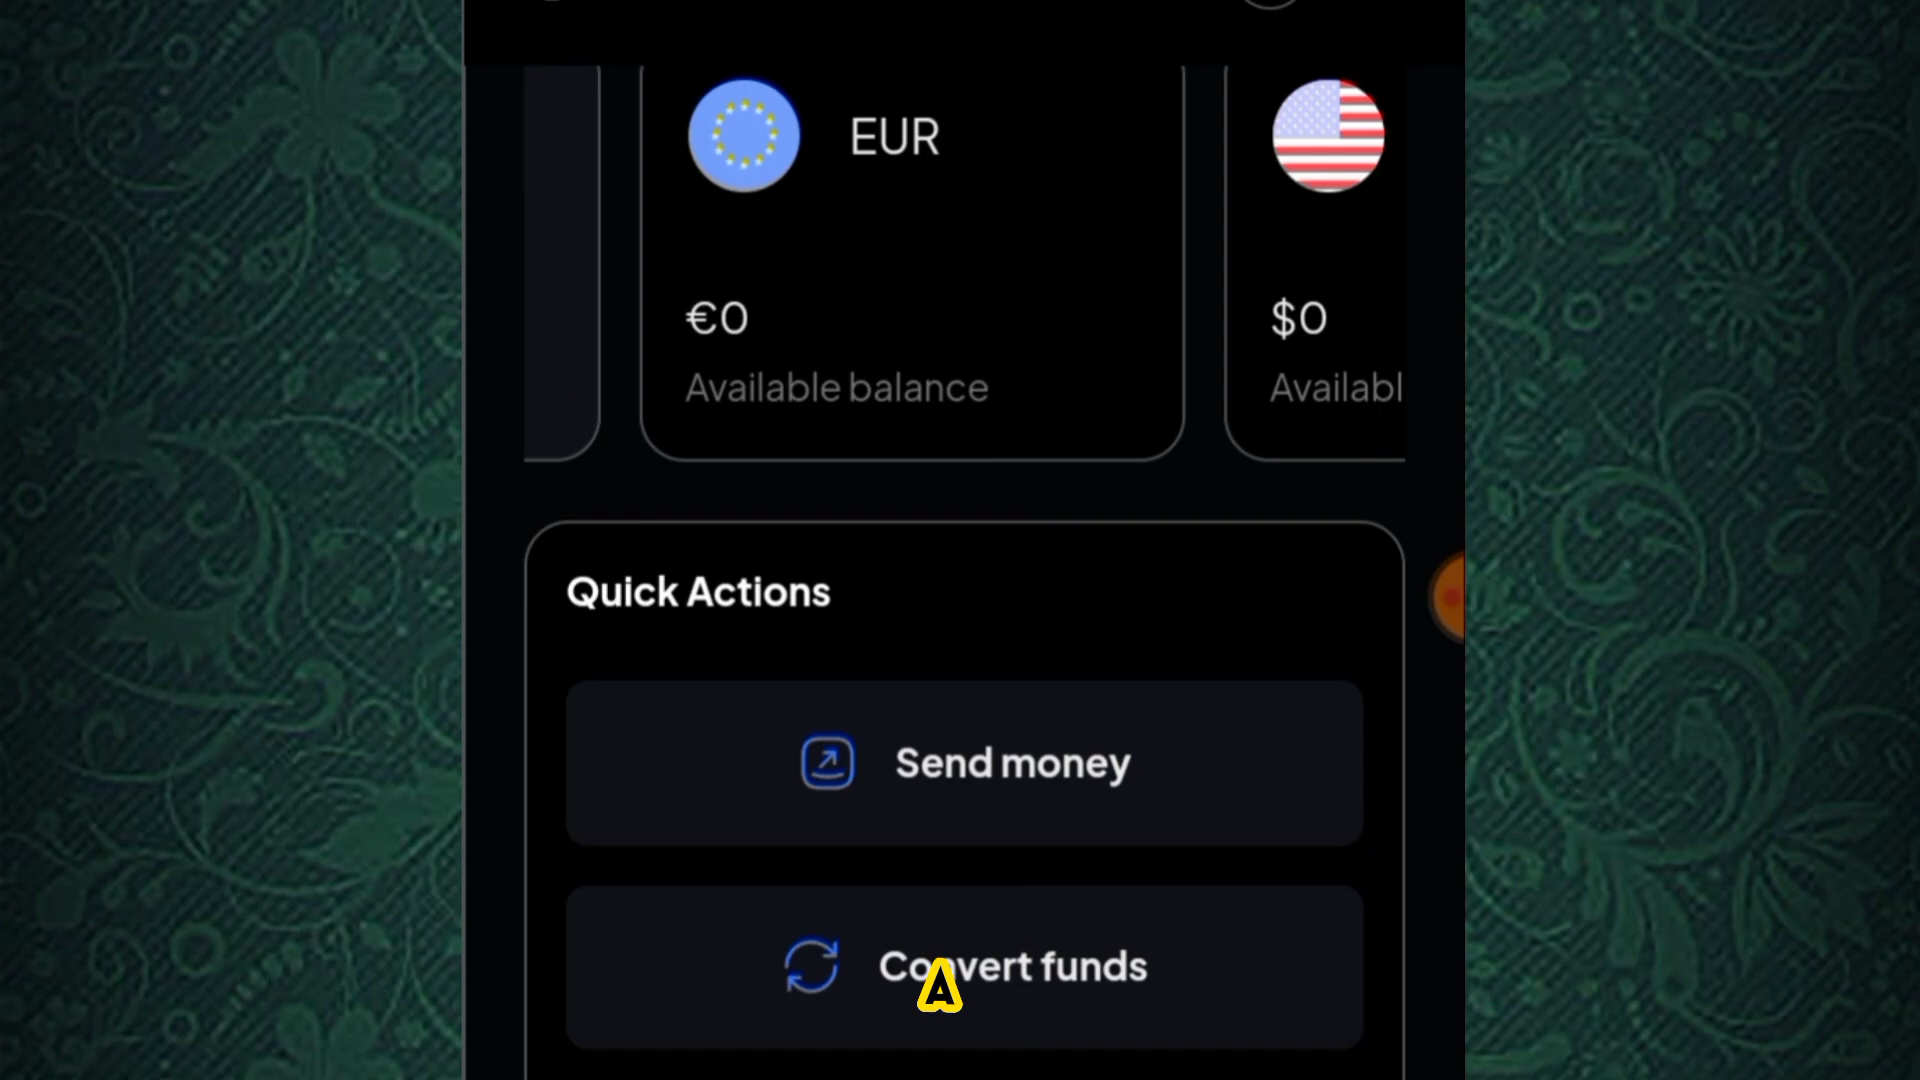 EUR
€0
$0
Available balance
Availabl
Quick Actions
Send money
Convert funds
A